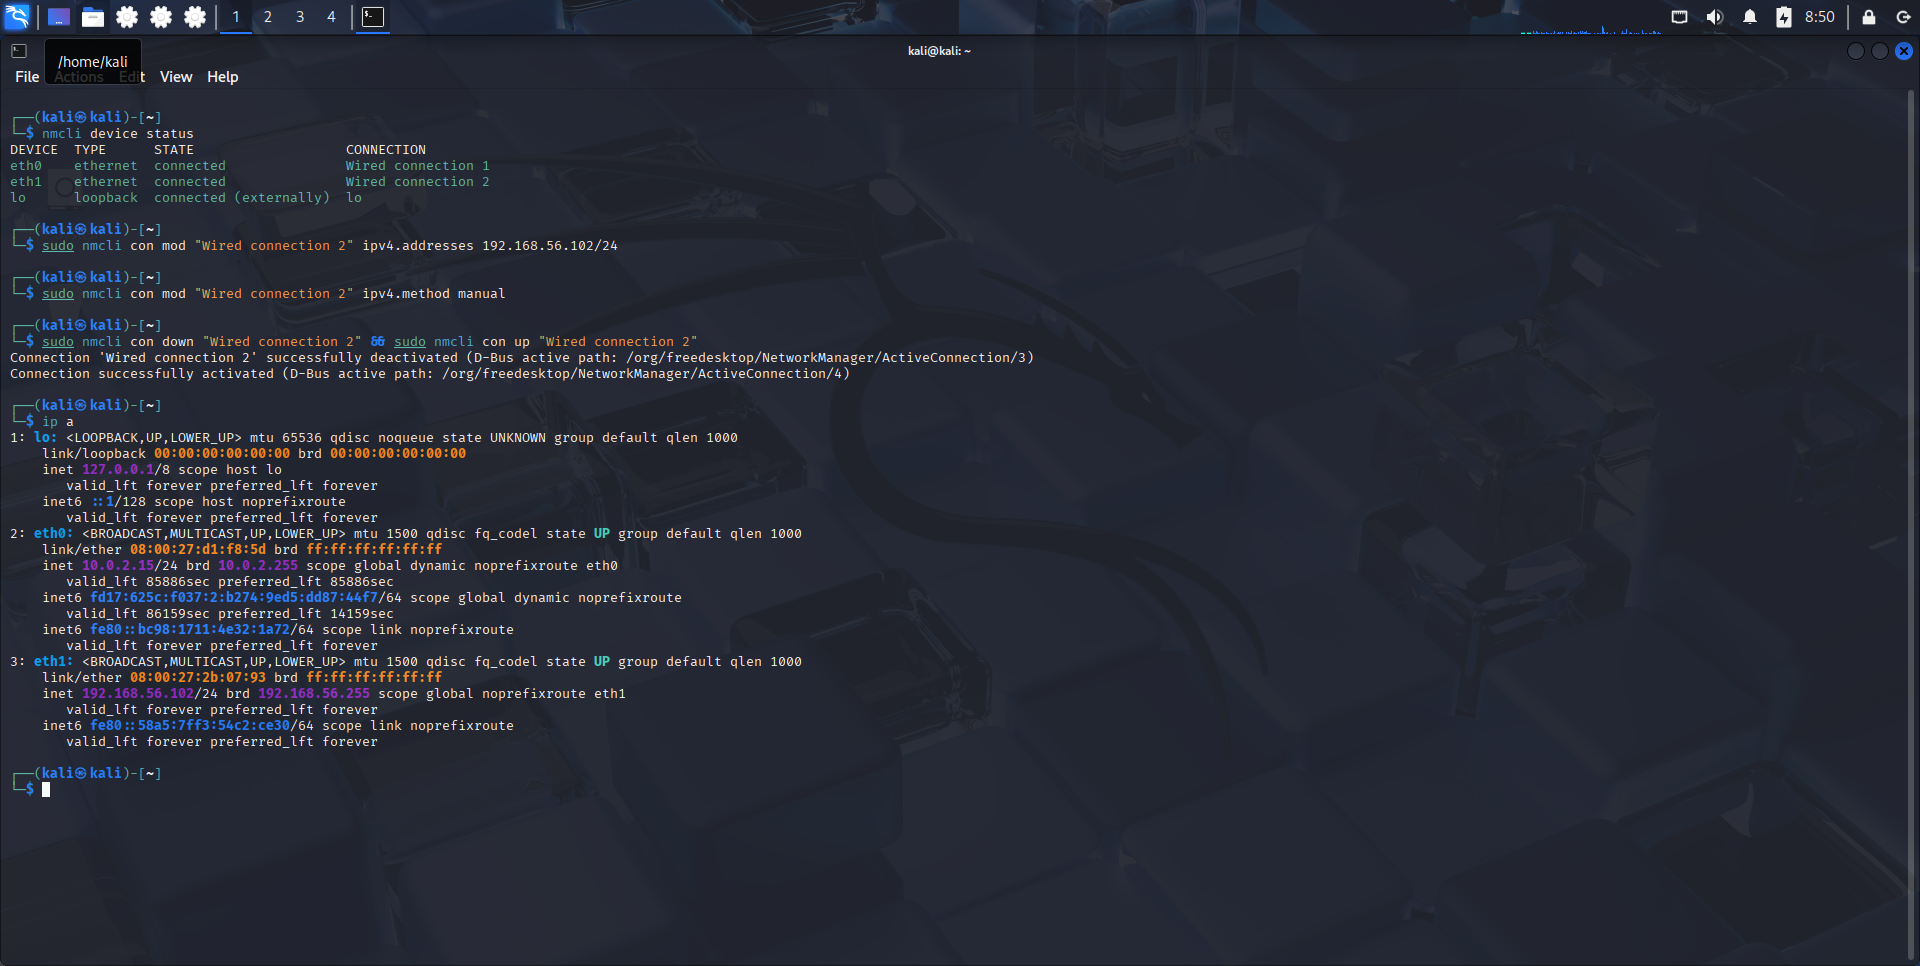 1 2 3 4
8:50
kali@kali: ~
/home/kali
File Actions Edit View Help
┌──(kali㉿kali)-[~]
└─$ nmcli device status
DEVICE  TYPE      STATE                   CONNECTION
eth0    ethernet  connected               Wired connection 1
eth1    ethernet  connected               Wired connection 2
lo      loopback  connected (externally)  lo
┌──(kali㉿kali)-[~]
└─$ sudo nmcli con mod "Wired connection 2" ipv4.addresses 192.168.56.102/24
┌──(kali㉿kali)-[~]
└─$ sudo nmcli con mod "Wired connection 2" ipv4.method manual
┌──(kali㉿kali)-[~]
└─$ sudo nmcli con down "Wired connection 2" && sudo nmcli con up "Wired connection 2"
Connection 'Wired connection 2' successfully deactivated (D-Bus active path: /org/freedesktop/NetworkManager/ActiveConnection/3)
Connection successfully activated (D-Bus active path: /org/freedesktop/NetworkManager/ActiveConnection/4)
┌──(kali㉿kali)-[~]
└─$ ip a
1: lo: <LOOPBACK,UP,LOWER_UP> mtu 65536 qdisc noqueue state UNKNOWN group default qlen 1000
    link/loopback 00:00:00:00:00:00 brd 00:00:00:00:00:00
    inet 127.0.0.1/8 scope host lo
       valid_lft forever preferred_lft forever
    inet6 ::1/128 scope host noprefixroute
       valid_lft forever preferred_lft forever
2: eth0: <BROADCAST,MULTICAST,UP,LOWER_UP> mtu 1500 qdisc fq_codel state UP group default qlen 1000
    link/ether 08:00:27:d1:f8:5d brd ff:ff:ff:ff:ff:ff
    inet 10.0.2.15/24 brd 10.0.2.255 scope global dynamic noprefixroute eth0
       valid_lft 85886sec preferred_lft 85886sec
    inet6 fd17:625c:f037:2:b274:9ed5:dd87:44f7/64 scope global dynamic noprefixroute
       valid_lft 86159sec preferred_lft 14159sec
    inet6 fe80::bc98:1711:4e32:1a72/64 scope link noprefixroute
       valid_lft forever preferred_lft forever
3: eth1: <BROADCAST,MULTICAST,UP,LOWER_UP> mtu 1500 qdisc fq_codel state UP group default qlen 1000
    link/ether 08:00:27:2b:07:93 brd ff:ff:ff:ff:ff:ff
    inet 192.168.56.102/24 brd 192.168.56.255 scope global noprefixroute eth1
       valid_lft forever preferred_lft forever
    inet6 fe80::58a5:7ff3:54c2:ce30/64 scope link noprefixroute
       valid_lft forever preferred_lft forever
┌──(kali㉿kali)-[~]
└─$